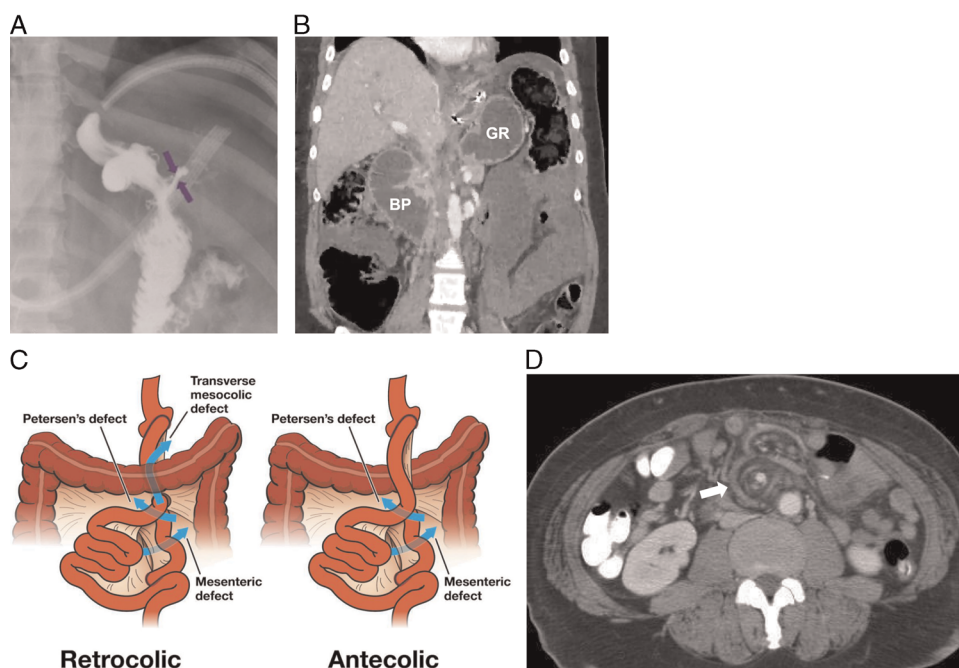 A
B
GR
BP
C
Transverse
mesocolic
defect
Petersen's defect
Mesenteric
defect
Retrocolic
Petersen's defect
Mesenteric
defect
Antecolic
D